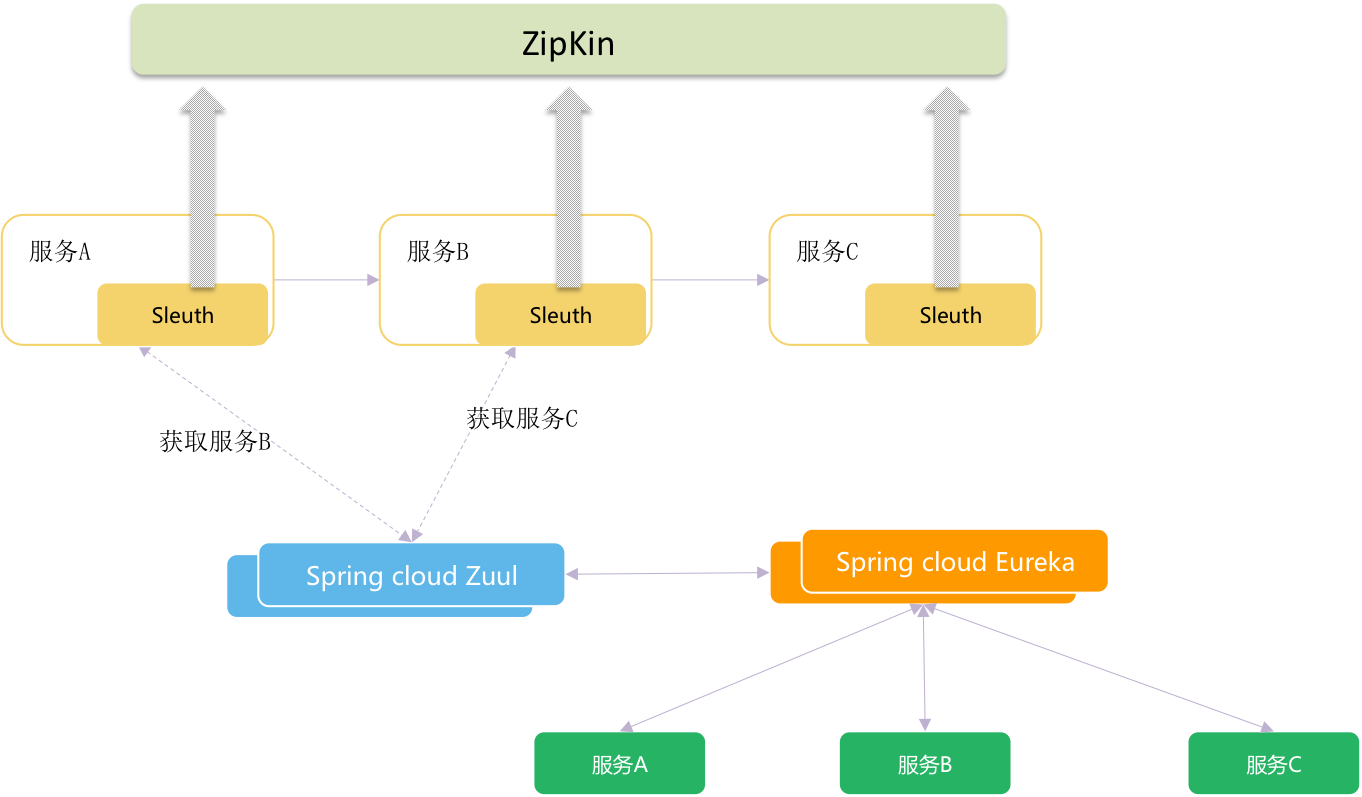 ZipKin
服务A
服务B
服务C
Sleuth
Sleuth
Sleuth
获取服务C
获取服务B
Spring cloud Zuul
Spring cloud Eureka
服务A
服务B
服务C